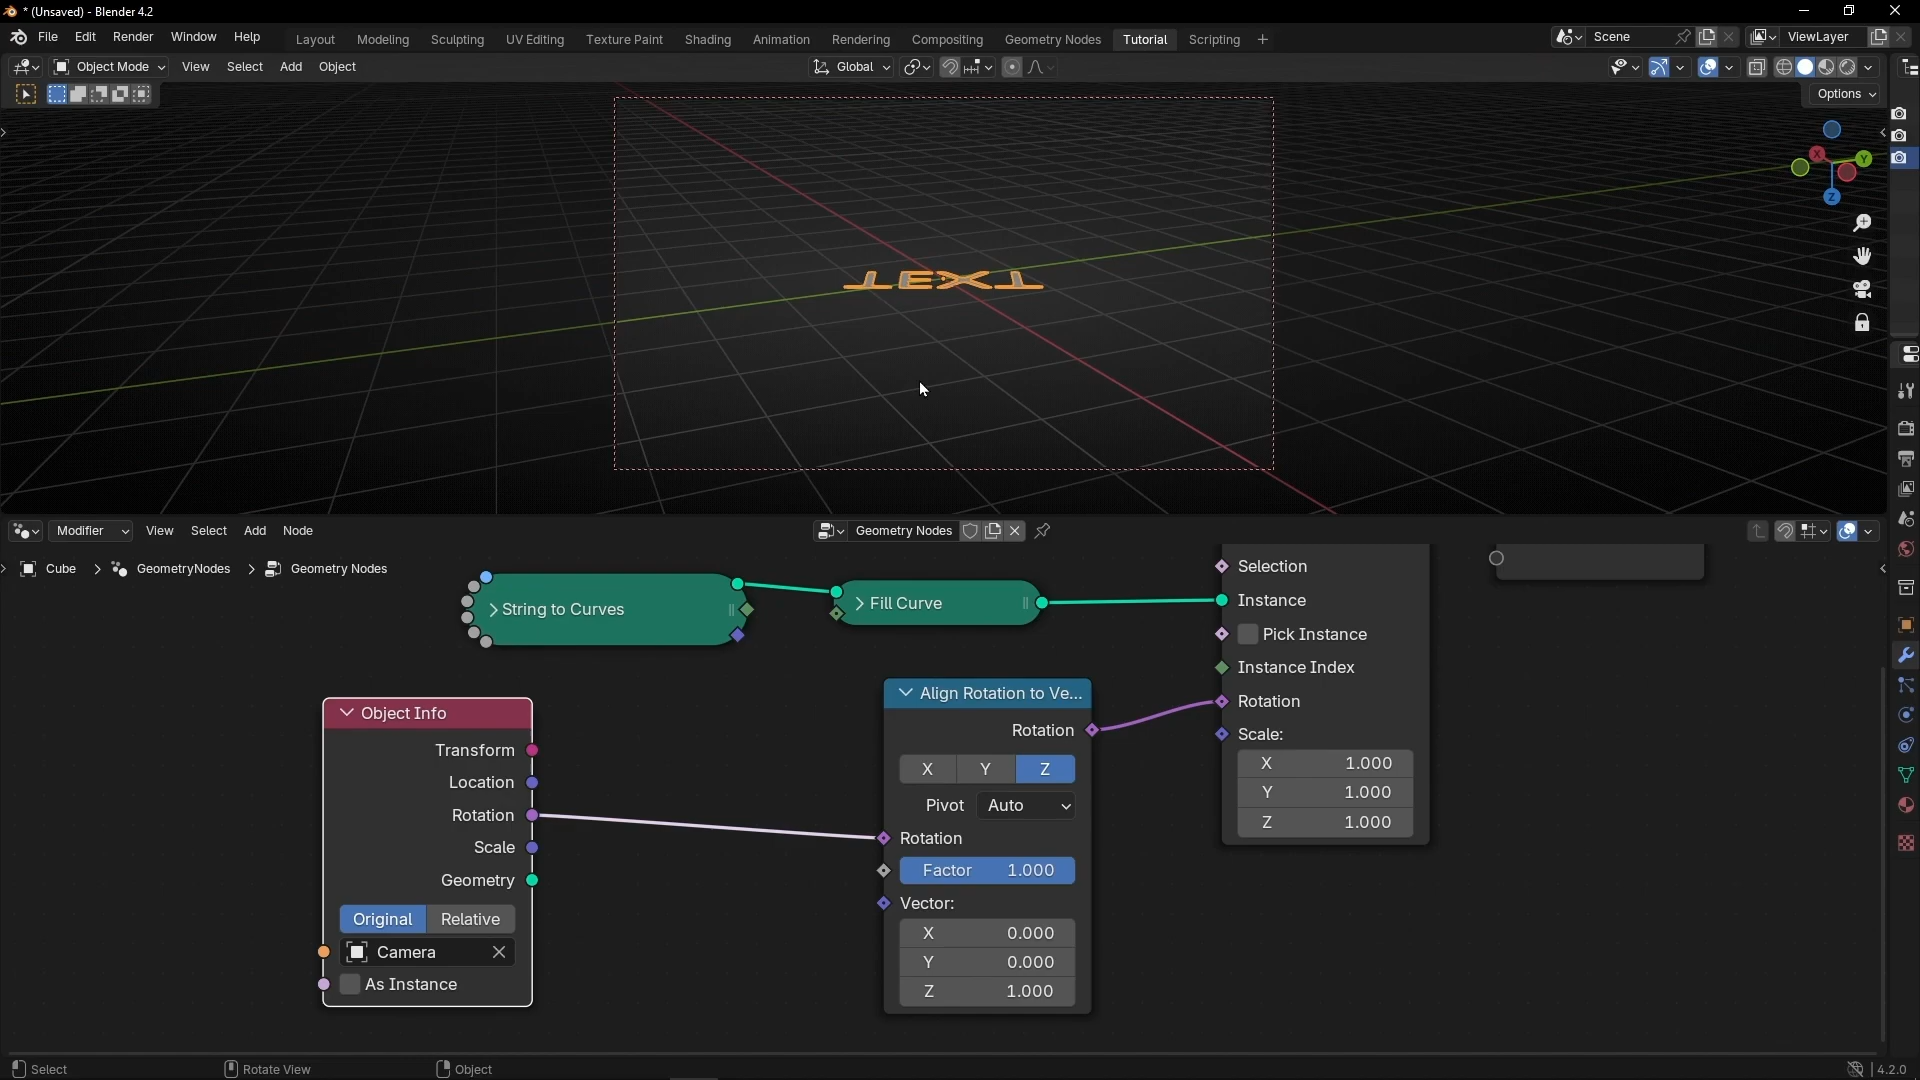 * (Unsaved) - Blender 4.2
File Edit Render Window Help Layout Modeling Sculpting UV Editing Texture Paint Shading Animation Rendering Compositing Geometry Nodes Tutorial Scripting + Scene ViewLayer
Object Mode View Select Add Object Global
Options
X Y
Z
TEXT
Modifier View Select Add Node Geometry Nodes
Cube > GeometryNodes > Geometry Nodes
Selection
String to Curves
Fill Curve
Instance
Pick Instance
Instance Index
Rotation
Scale:
X 1.000
Y 1.000
Z 1.000
Object Info
Transform
Location
Rotation
Scale
Geometry
Original Relative
Camera
As Instance
Align Rotation to Ve...
Rotation
X Y Z
Pivot Auto
Rotation
Factor 1.000
Vector:
X 0.000
Y 0.000
Z 1.000
Select Rotate View Object 4.2.0